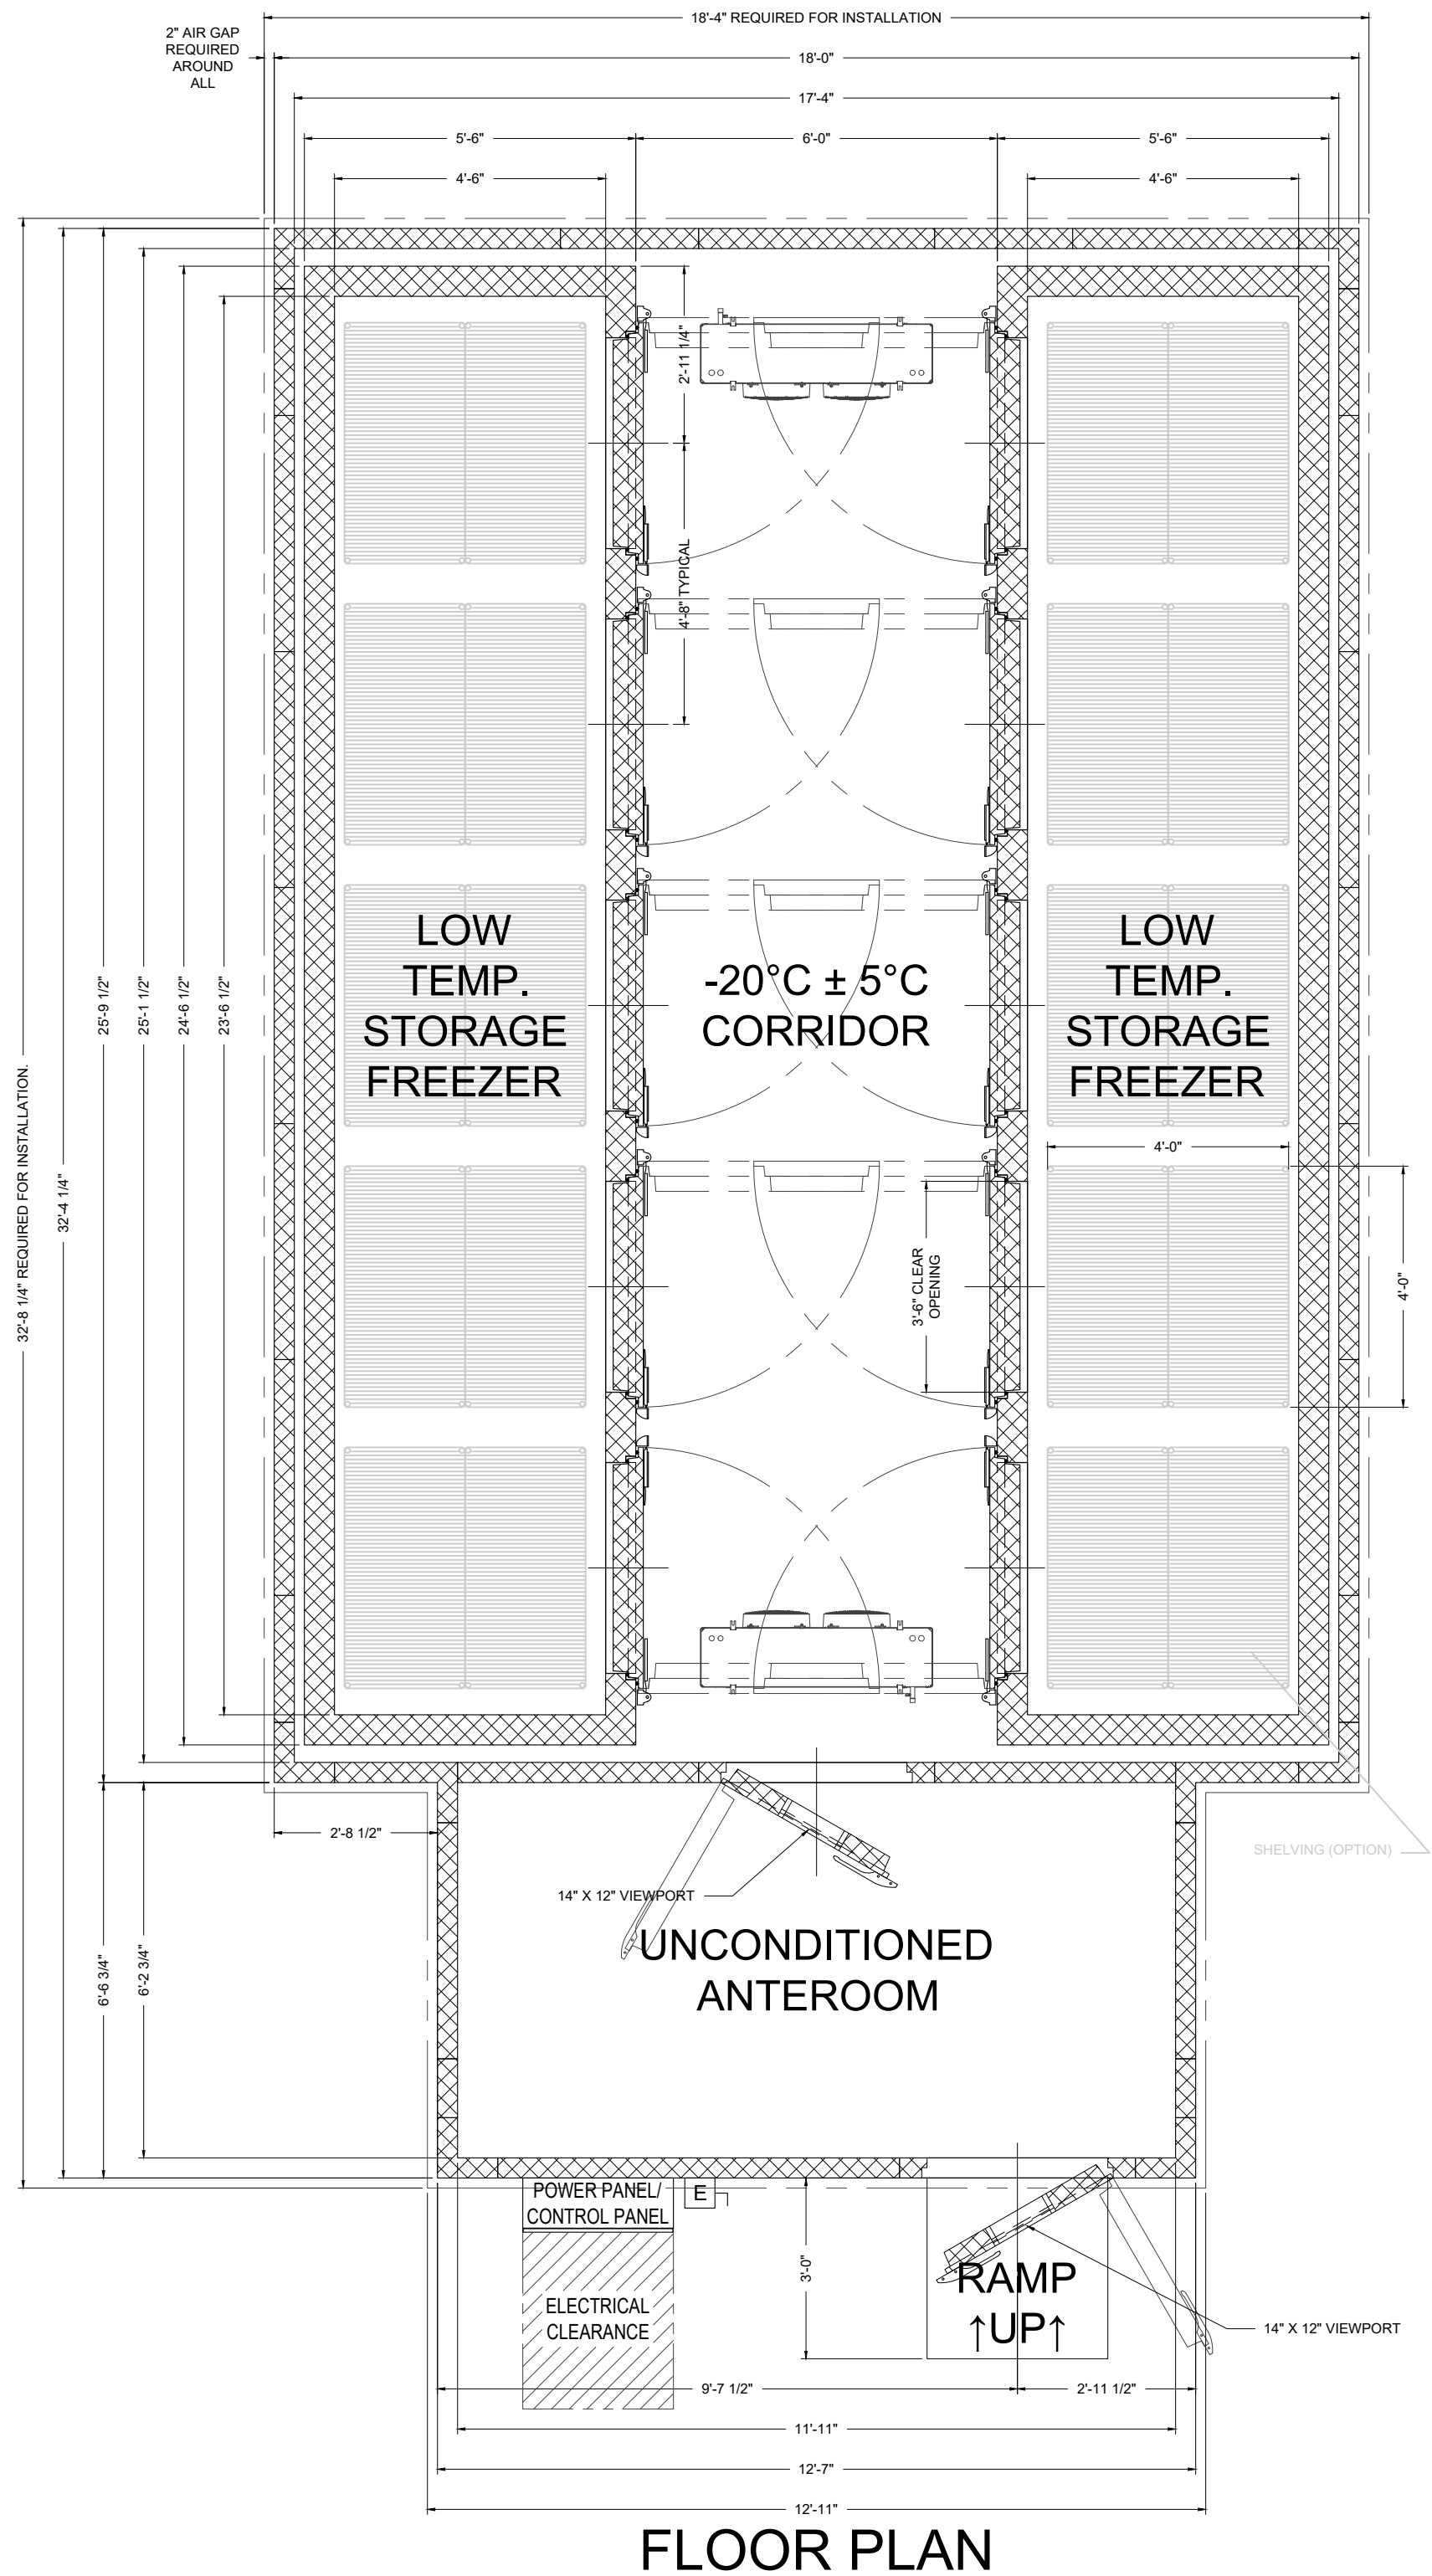 18'-4" REQUIRED FOR INSTALLATION
2" AIR GAP
REQUIRED
AROUND
ALL
18'-0"
17'-4"
5'-6"
6'-0"
5'-6"
4'-6"
4'-6"
2'-11 1/4"
4'-8" TYPICAL
LOW
TEMP.
STORAGE
FREEZER
-20°C ± 5°C
CORRIDOR
LOW
TEMP.
STORAGE
FREEZER
32'-8 1/4" REQUIRED FOR INSTALLATION.
32'-4 1/4"
25'-9 1/2"
25'-1 1/2"
24'-6 1/2"
23'-6 1/2"
4'-0"
3'-6" CLEAR
OPENING
4'-0"
2'-8 1/2"
SHELVING (OPTION)
14" X 12" VIEWPORT
UNCONDITIONED
ANTEROOM
6'-6 3/4"
6'-2 3/4"
POWER PANEL/
CONTROL PANEL
E
ELECTRICAL
CLEARANCE
3'-0"
RAMP
↑UP↑
14" X 12" VIEWPORT
9'-7 1/2"
2'-11 1/2"
11'-11"
12'-7"
12'-11"
FLOOR PLAN